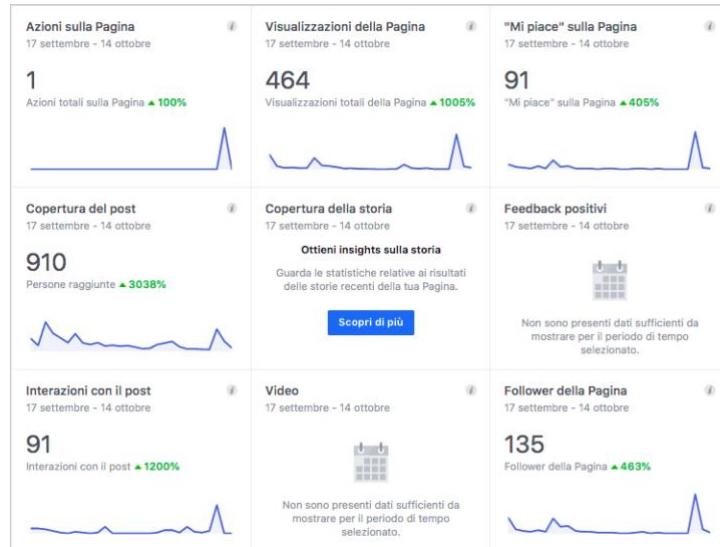 Azioni sulla Pagina
17 settembre - 14 ottobre
1
Azioni totali sulla Pagina ▲ 100%
Visualizzazioni della Pagina
17 settembre - 14 ottobre
464
Visualizzazioni totali della Pagina ▲ 1005%
"Mi piace" sulla Pagina
17 settembre - 14 ottobre
91
"Mi piace" sulla Pagina ▲ 405%
Copertura del post
17 settembre - 14 ottobre
910
Persone raggiunte ▲ 3038%
Copertura della storia
17 settembre - 14 ottobre
Ottieni insights sulla storia
Guarda le statistiche relative ai risultati
delle storie recenti della tua Pagina.
Scopri di più
Feedback positivi
17 settembre - 14 ottobre
Non sono presenti dati sufficienti da
mostrare per il periodo di tempo
selezionato.
Interazioni con il post
17 settembre - 14 ottobre
91
Interazioni con il post ▲ 1200%
Video
17 settembre - 14 ottobre
Non sono presenti dati sufficienti da
mostrare per il periodo di tempo
selezionato.
Follower della Pagina
17 settembre - 14 ottobre
135
Follower della Pagina ▲ 463%